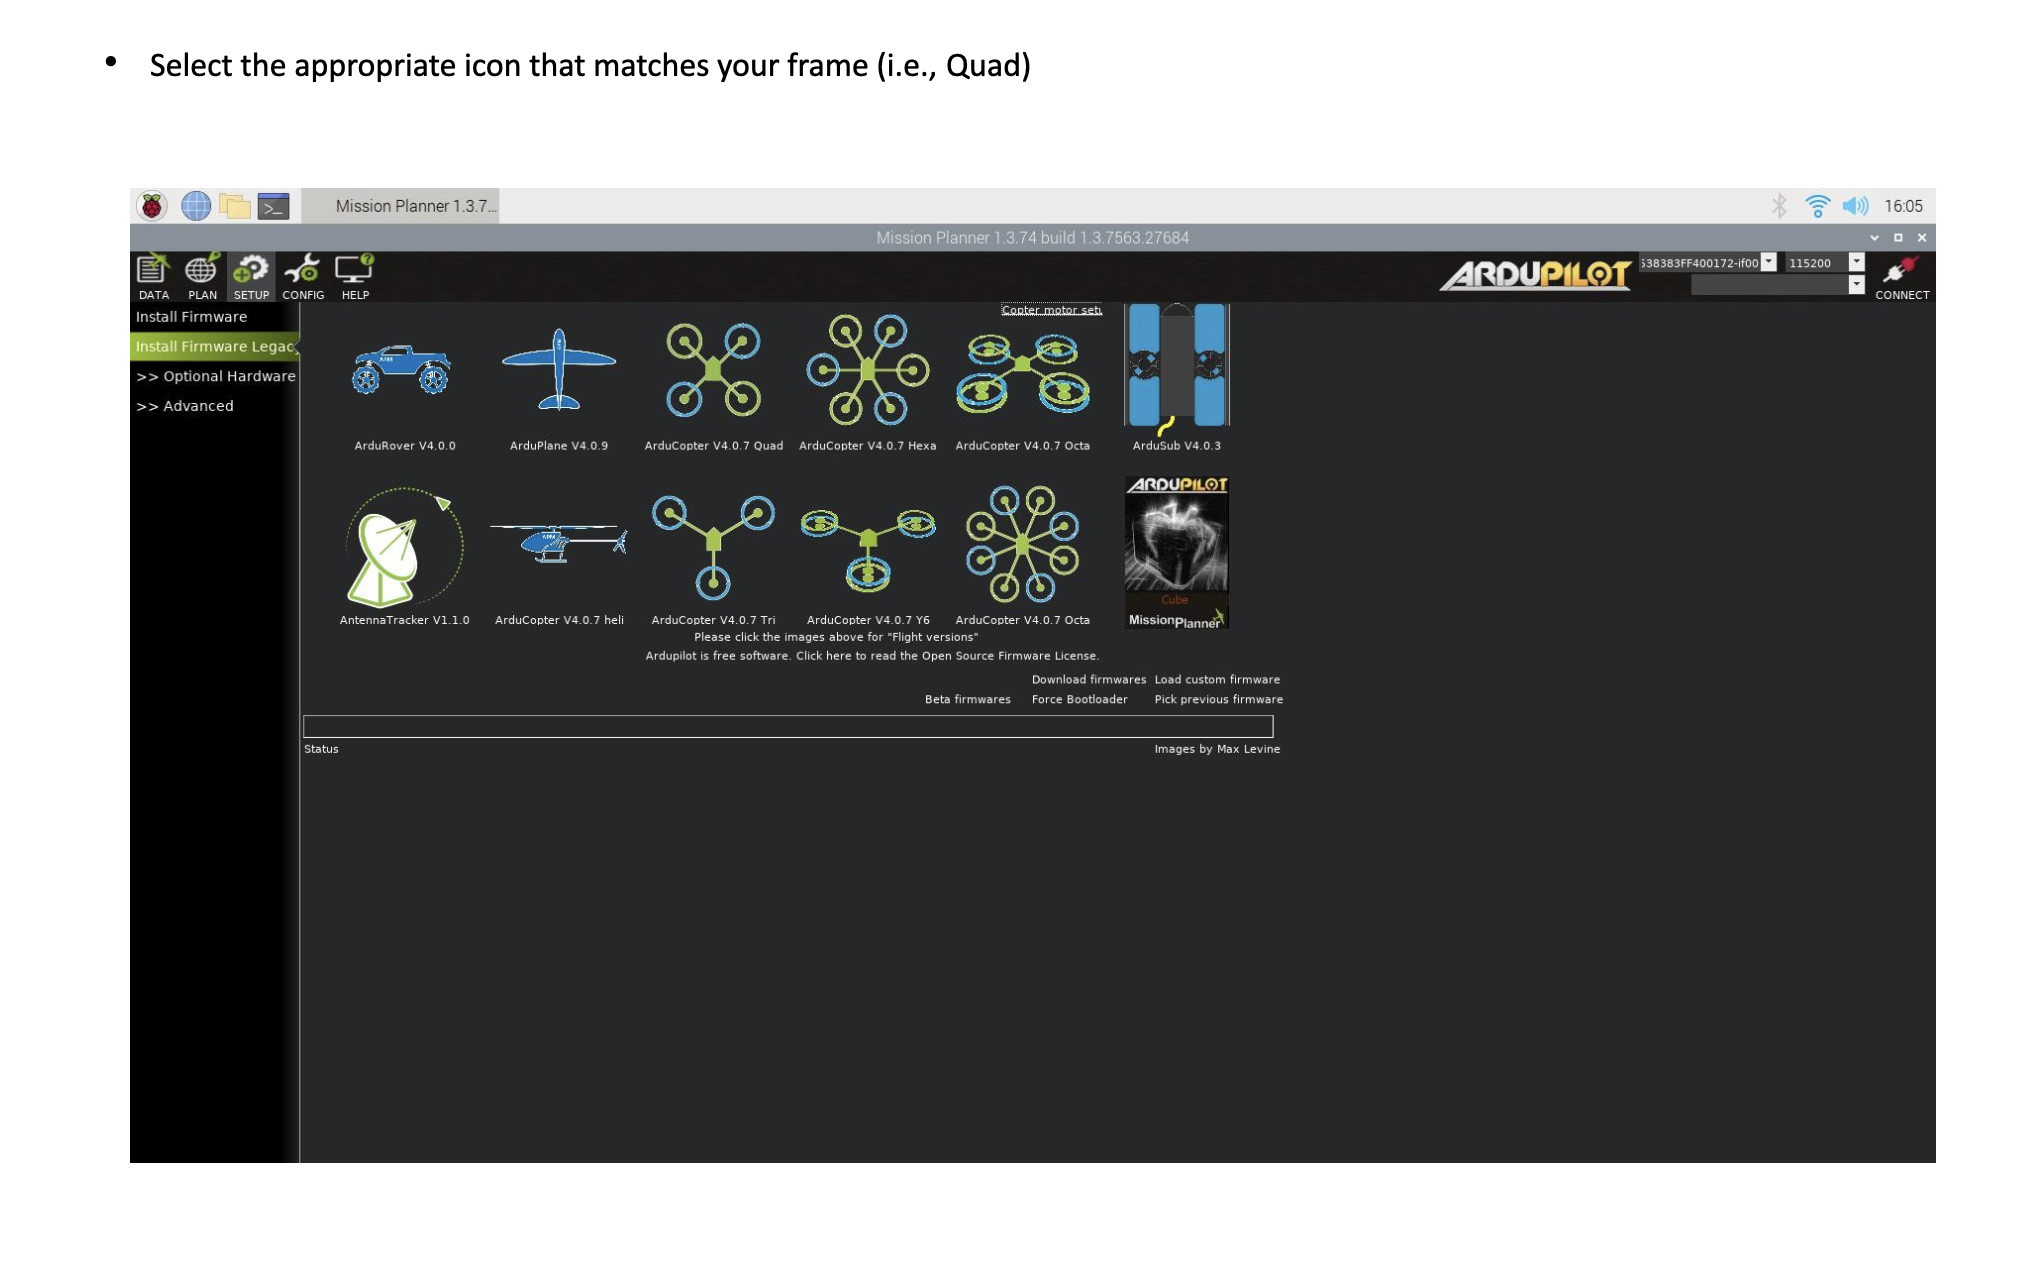 • Select the appropriate icon that matches your frame (i.e., Quad)
Mission Planner 1.3.7...
16:05
Mission Planner 1.3.74 build 1.3.7563.27684
DATA PLAN SETUP CONFIG HELP
ARDUPILOT
538383FF400172-if00 115200
CONNECT
Install Firmware
Install Firmware Legac
>> Optional Hardware
>> Advanced
Copter motor setu
ArduRover V4.0.0
ArduPlane V4.0.9
ArduCopter V4.0.7 Quad
ArduCopter V4.0.7 Hexa
ArduCopter V4.0.7 Octa
ArduSub V4.0.3
ARDUPILOT
Cube
MissionPlanner
AntennaTracker V1.1.0
ArduCopter V4.0.7 heli
ArduCopter V4.0.7 Tri
ArduCopter V4.0.7 Y6
ArduCopter V4.0.7 Octa
Please click the images above for "Flight versions"
Ardupilot is free software. Click here to read the Open Source Firmware License.
Download firmwares Load custom firmware
Beta firmwares Force Bootloader Pick previous firmware
Status
Images by Max Levine